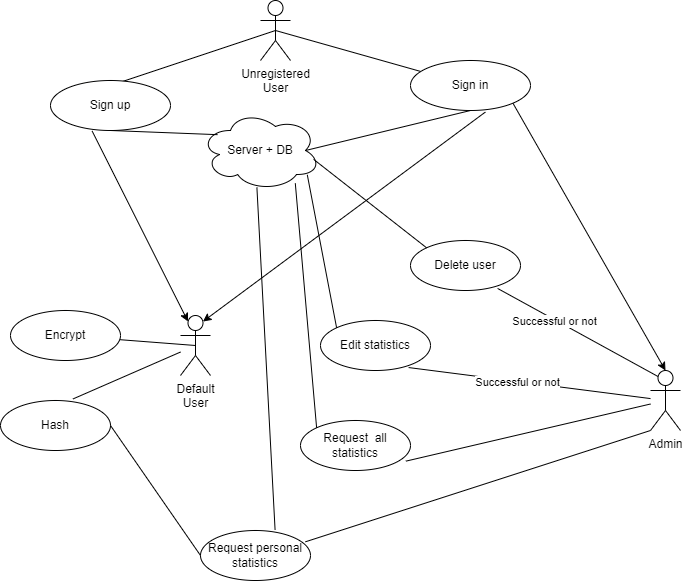 Unregistered
User
Sign up
Sign in
Server + DB
Delete user
Successful or not
Encrypt
Edit statistics
Default
User
Successful or not
Hash
Request  all
statistics
Admin
Request personal
statistics